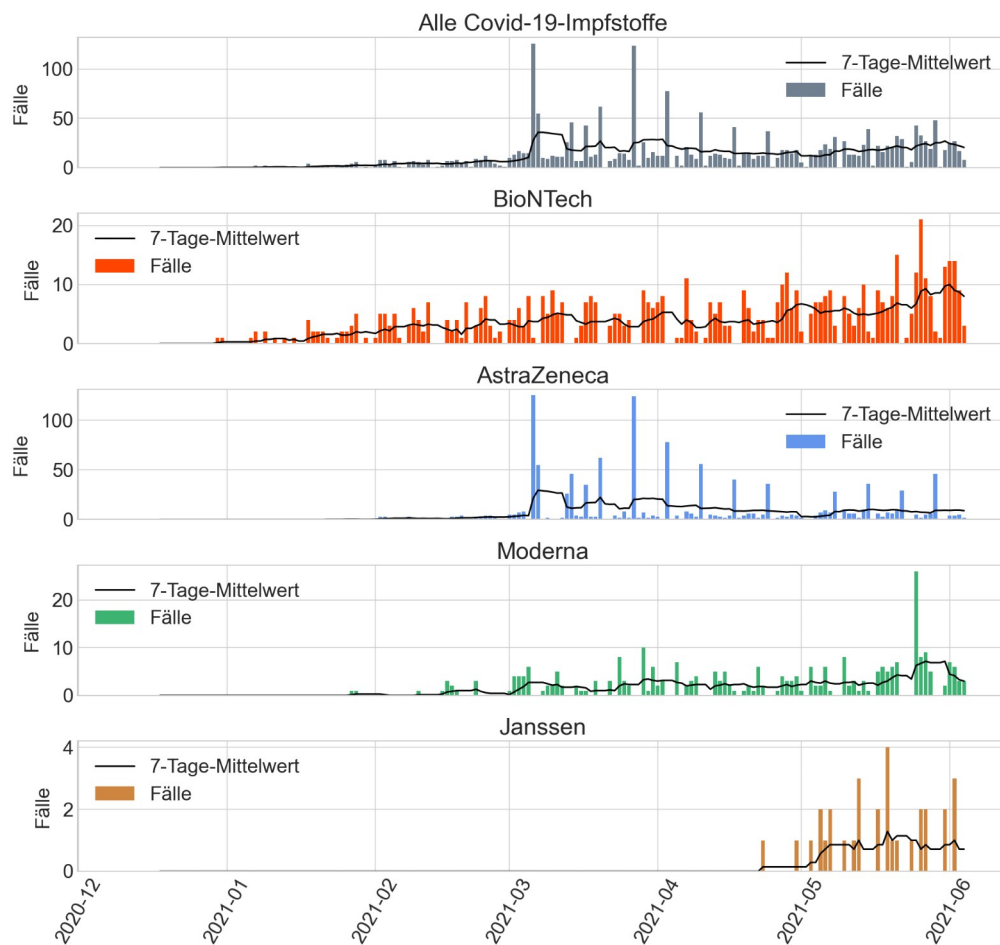 Alle Covid-19-Impfstoffe
Fälle
100
50
0
7-Tage-Mittelwert
Fälle
BioNTech
Fälle
20
10
0
7-Tage-Mittelwert
Fälle
AstraZeneca
Fälle
100
50
0
7-Tage-Mittelwert
Fälle
Moderna
Fälle
20
10
0
7-Tage-Mittelwert
Fälle
Janssen
Fälle
4
2
0
7-Tage-Mittelwert
Fälle
2020-12
2021-01
2021-02
2021-03
2021-04
2021-05
2021-06